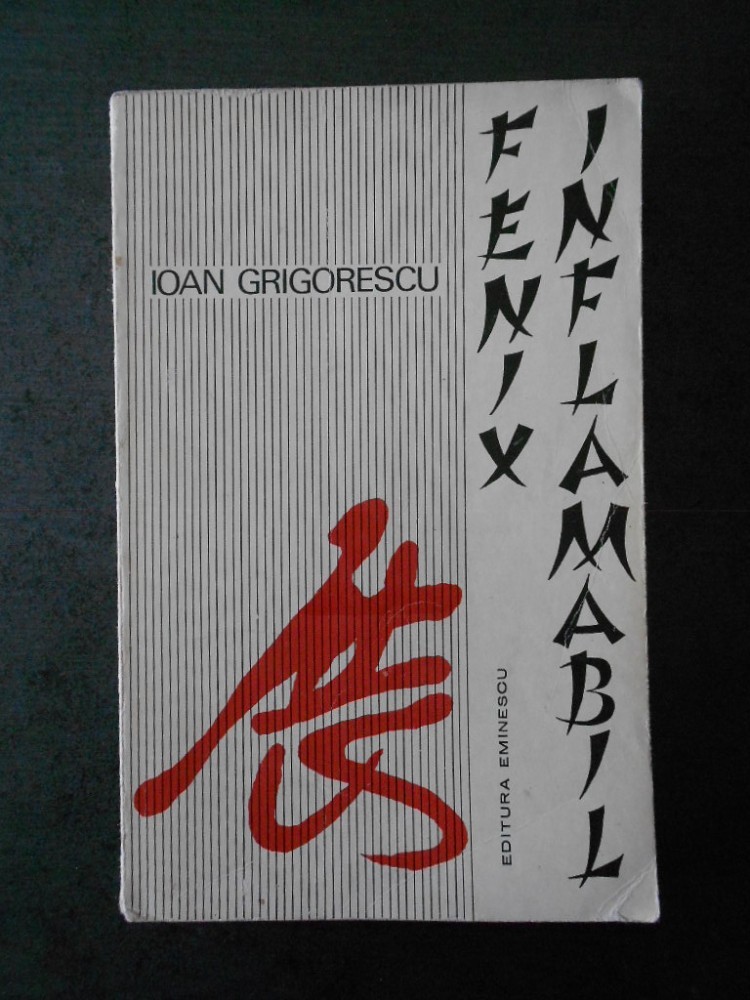 IOAN GRIGORESCU
FENIX
INFLAMABIL
EDITURA EMINESCU